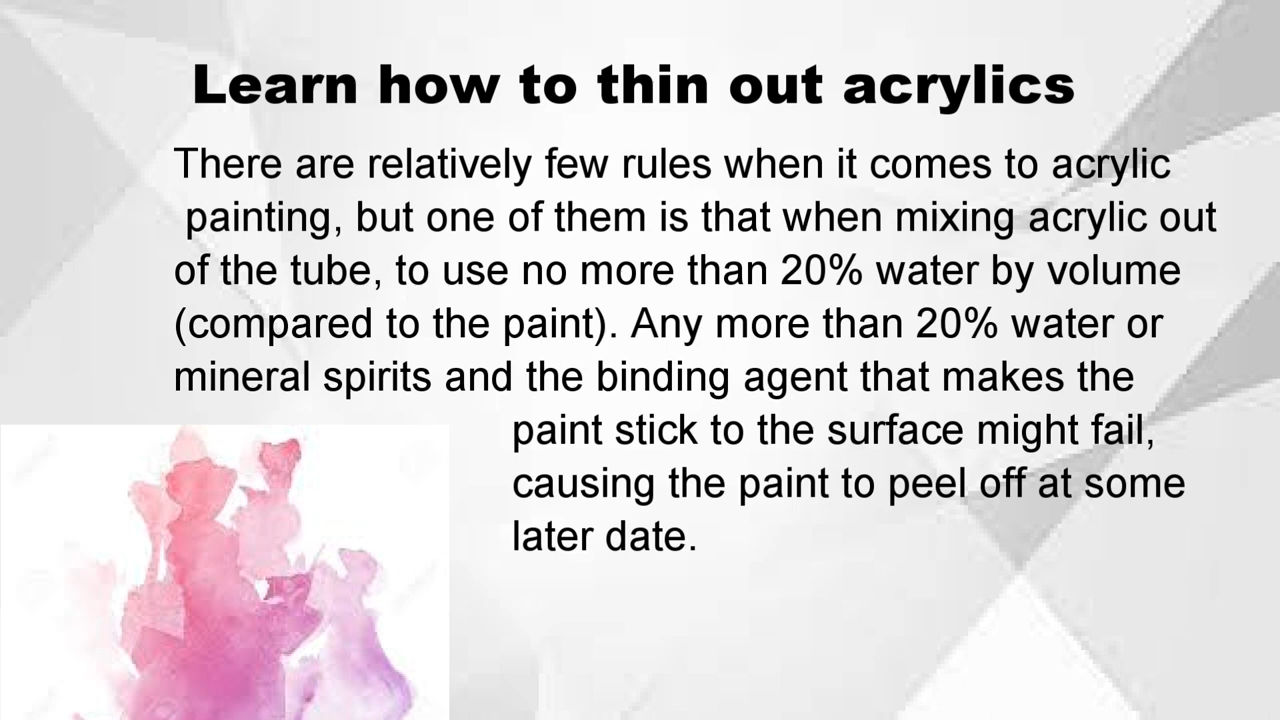 Learn how to thin out acrylics
There are relatively few rules when it comes to acrylic
painting, but one of them is that when mixing acrylic out
of the tube, to use no more than 20% water by volume
(compared to the paint). Any more than 20% water or
mineral spirits and the binding agent that makes the
paint stick to the surface might fail,
causing the paint to peel off at some
later date.